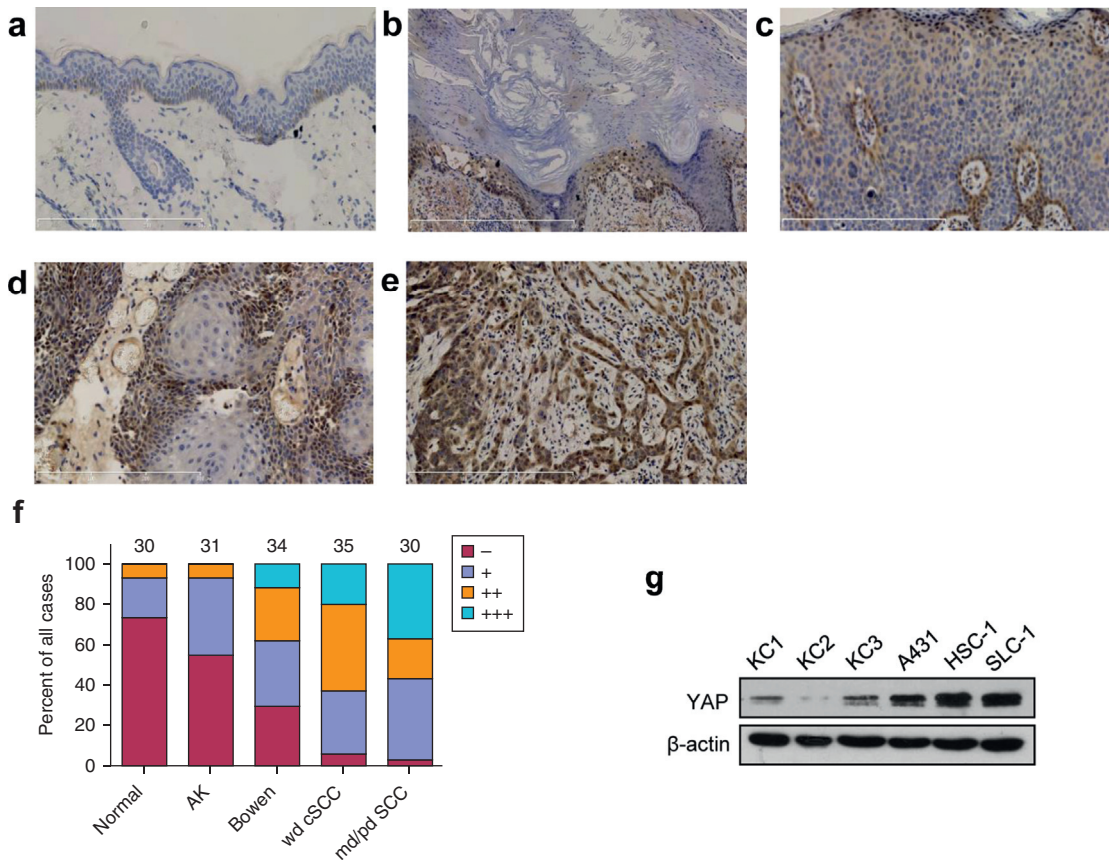 a
b
c
d
e
f
30 31 34 35 30
Percent of all cases
100
80
60
40
20
0
Normal
AK
Bowen
wd cSCC
md/pd SCC
–
+
++
+++
g
KC1 KC2 KC3 A431 HSC-1 SLC-1
YAP
β-actin